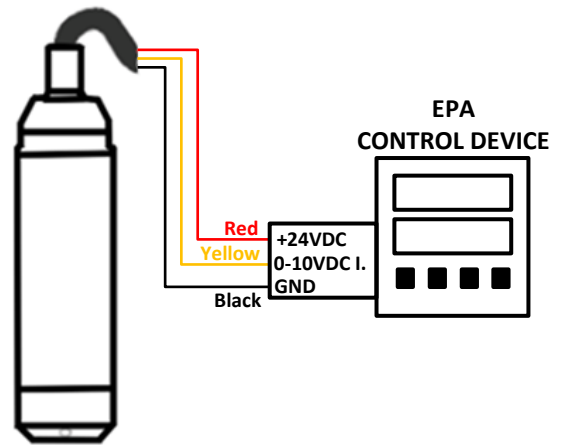 EPA
CONTROL DEVICE
Red
+24VDC
Yellow
0-10VDC I.
GND
Black